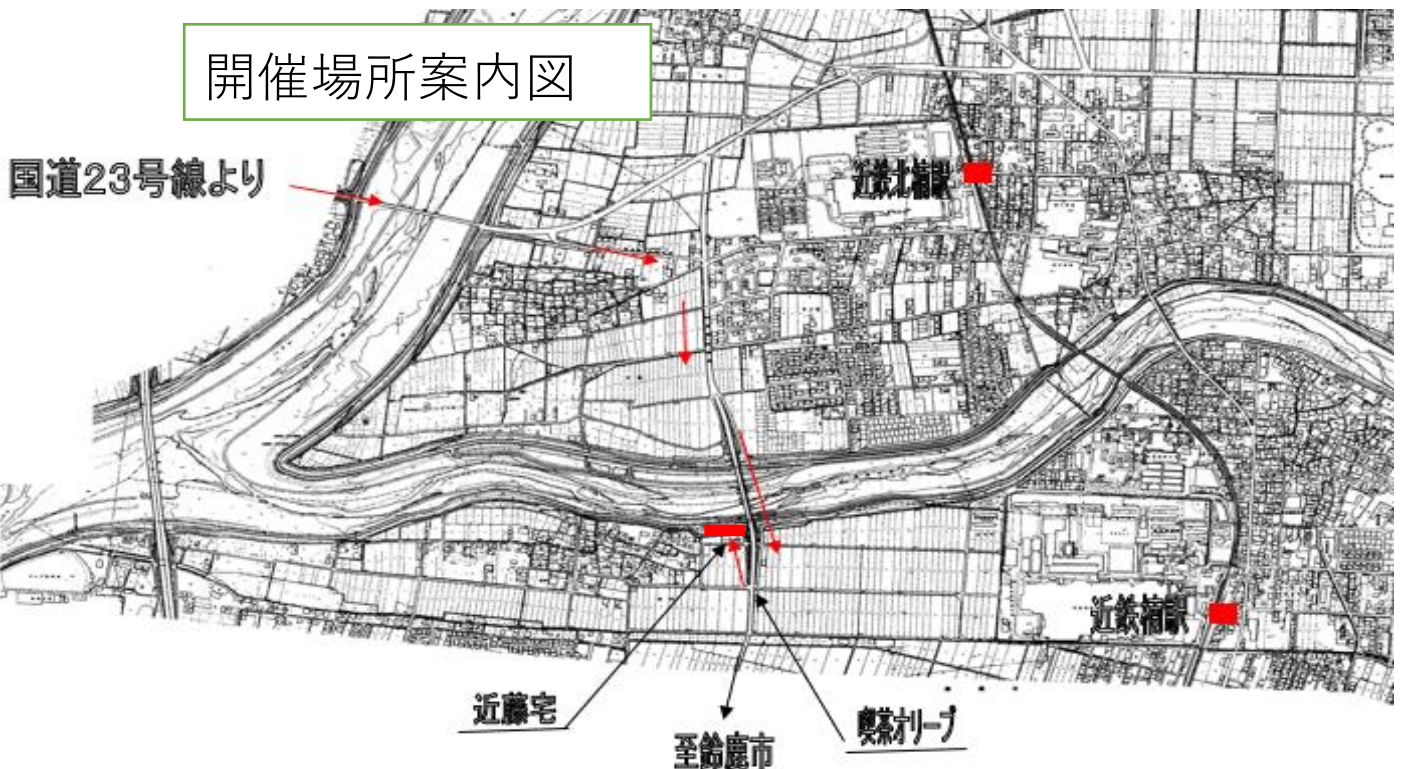 開催場所案内図
国道23号線より
近鉄北楠駅
近鉄楠駅
近藤宅
喫茶オリーブ
至鈴鹿市